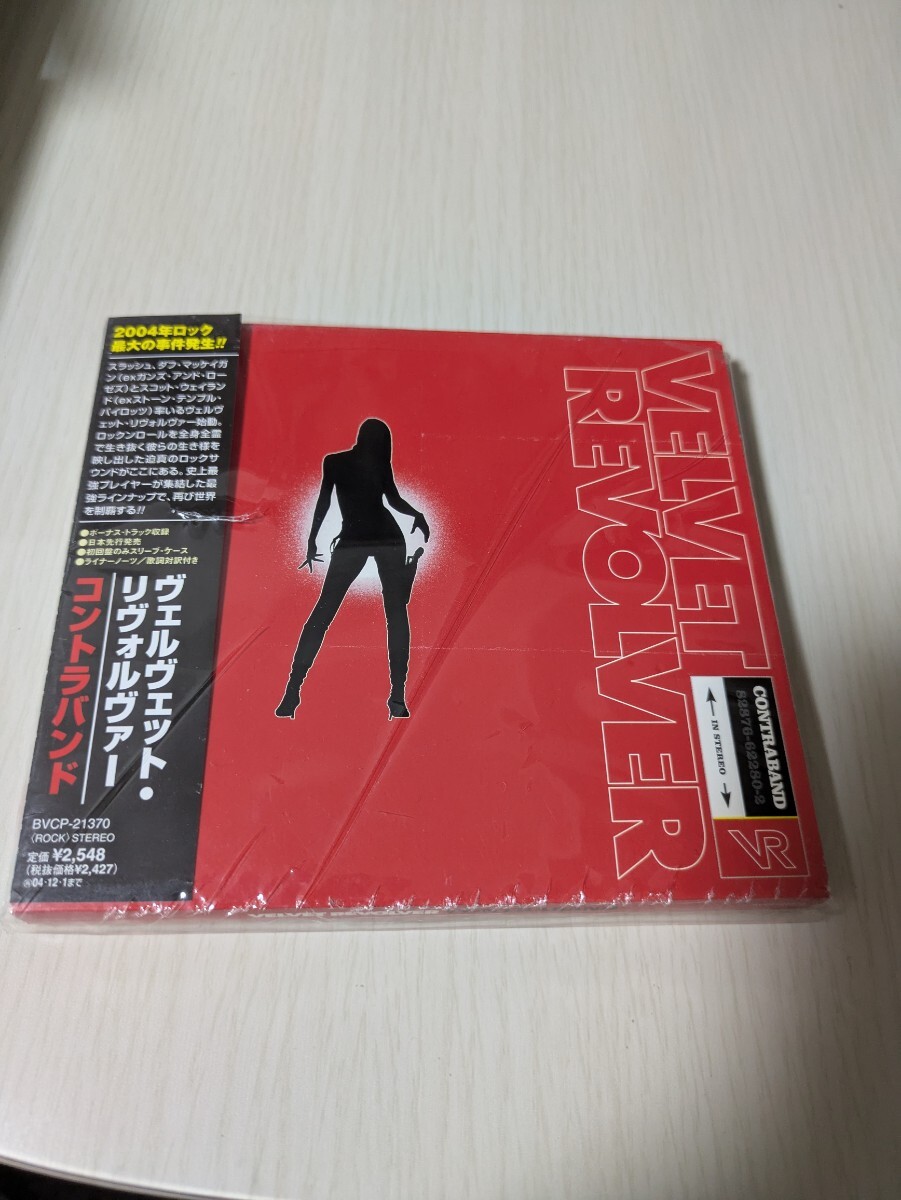 2004年ロック
最大の事件発生!!
スラッシュ、ダフ・マッケイガ
ン(exガンズ・アンド・ロー
ゼズ)とスコット・ウェイラン
ド(exストーン・テンプル・
パイロッツ)率いるヴェルヴ
ェット・リヴォルヴァー始動。
ロックンロールを全身全霊
で生き抜く彼らの生き様を
映し出した迫真のロックサ
ウンドがここにある。史上最
強プレイヤーが集結した最
強ラインナップで、再び世界
を制覇する!!
●ボーナス・トラック収録
●日本先行発売
●初回盤のみスリーブ・ケース
●ライナーノーツ/歌詞対訳付き
ヴェルヴェット・
リヴォルヴァー
コントラバンド
BVCP-21370
〈ROCK〉STEREO
定価 ¥2,548
(税抜価格¥2,427)
04・12・1まで
VELVET
REVOLVER
CONTRABAND
82876-62280-2
IN STEREO
VR